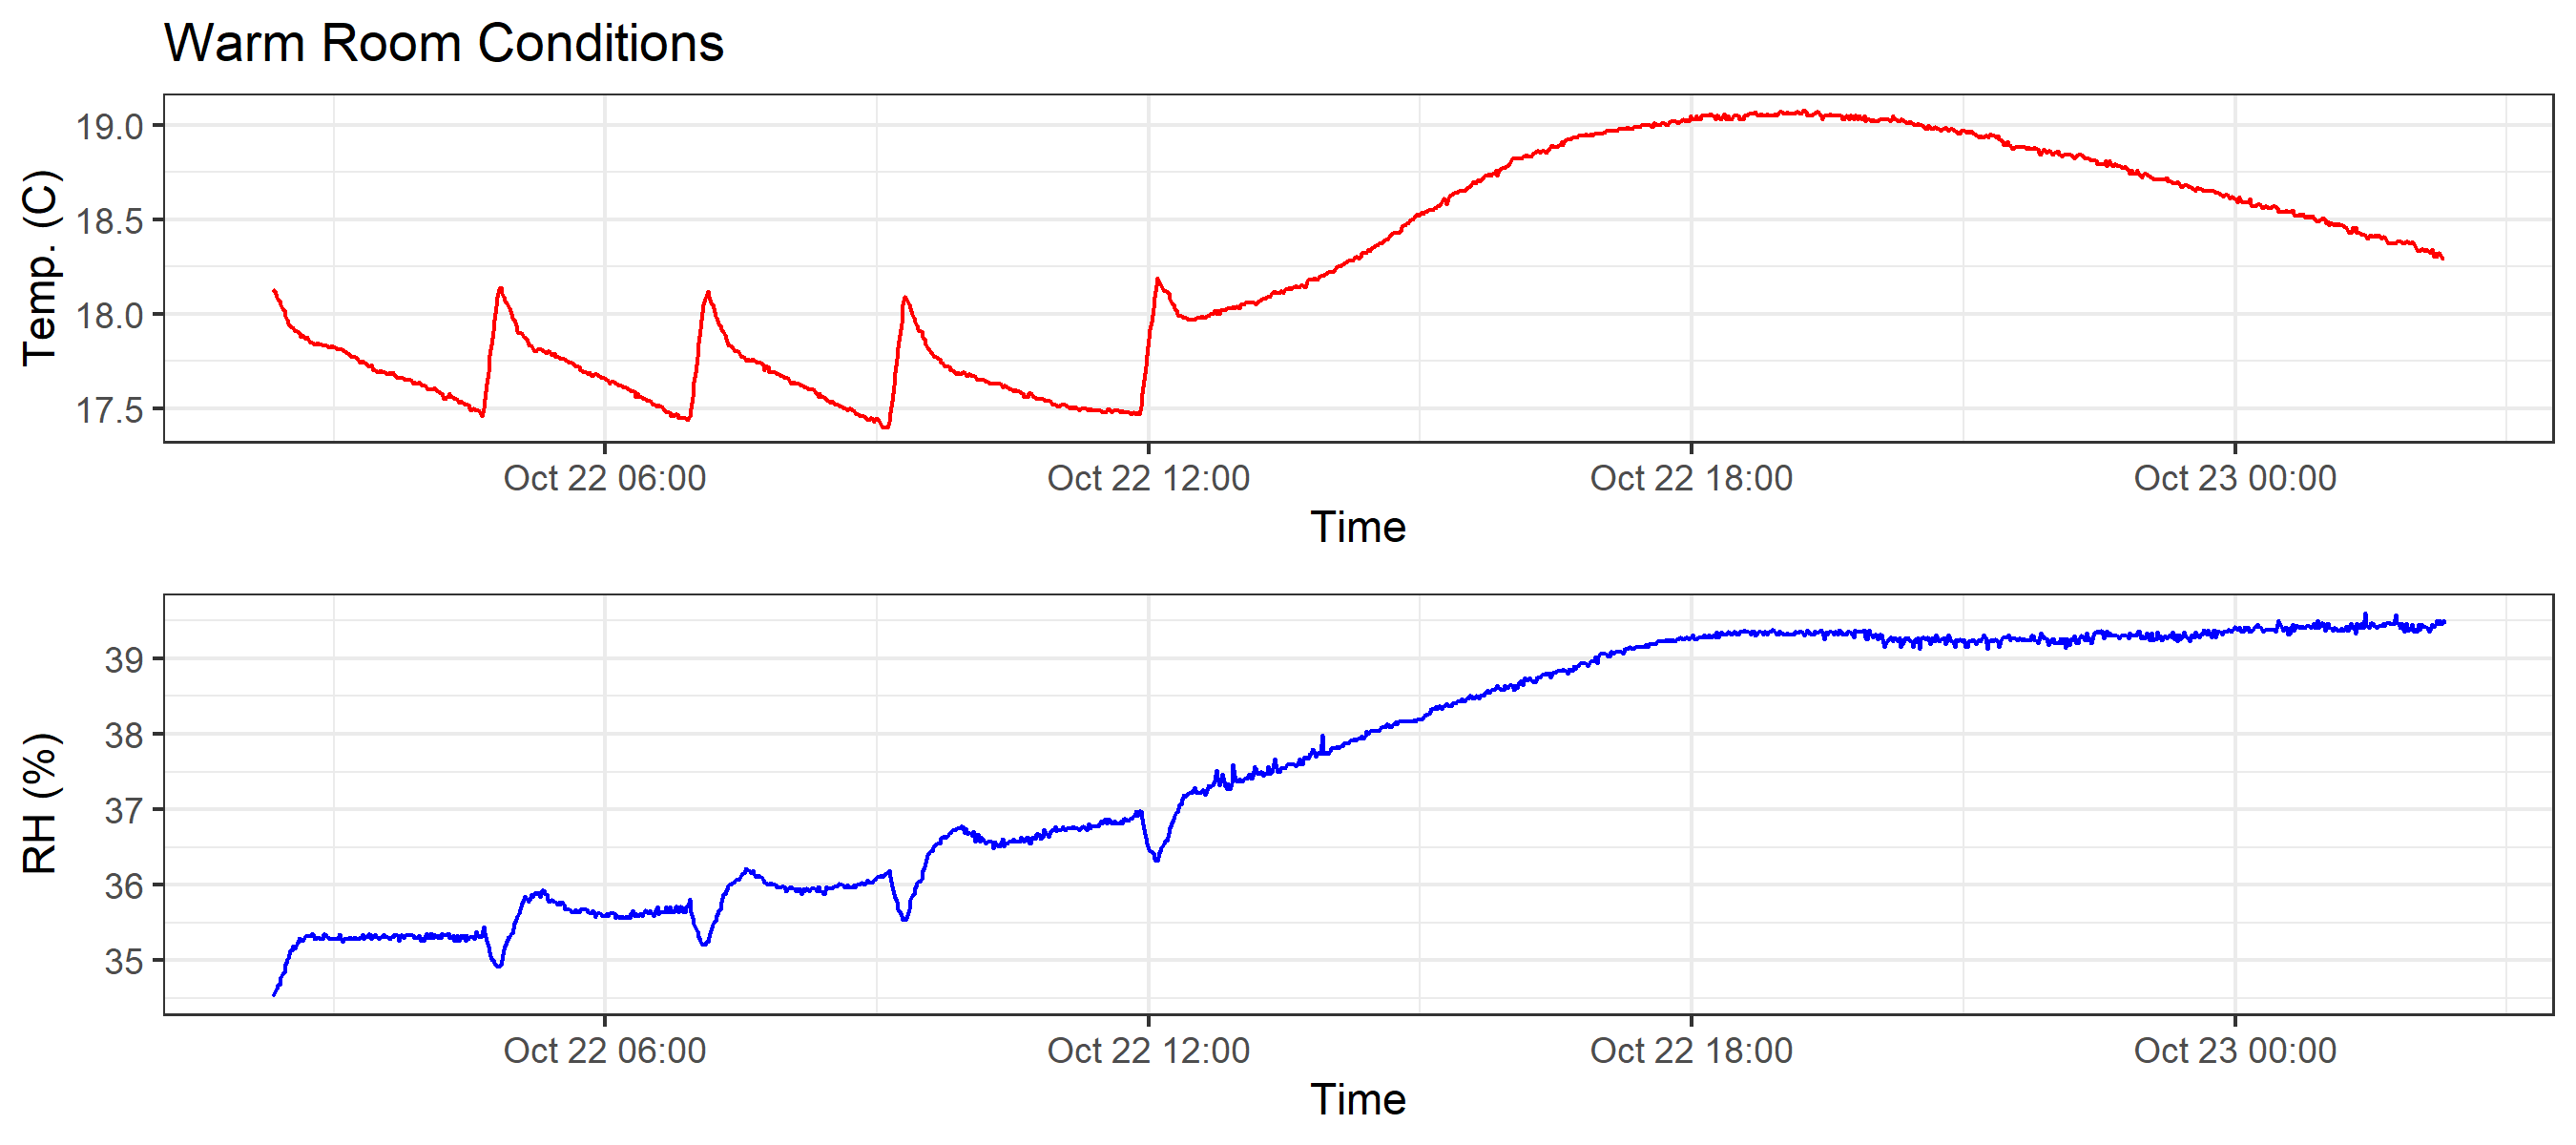 Warm Room Conditions
Temp. (C)
19.0
18.5
18.0
17.5
Oct 22 06:00 Oct 22 12:00 Oct 22 18:00 Oct 23 00:00
Time
RH (%)
39
38
37
36
35
Oct 22 06:00 Oct 22 12:00 Oct 22 18:00 Oct 23 00:00
Time